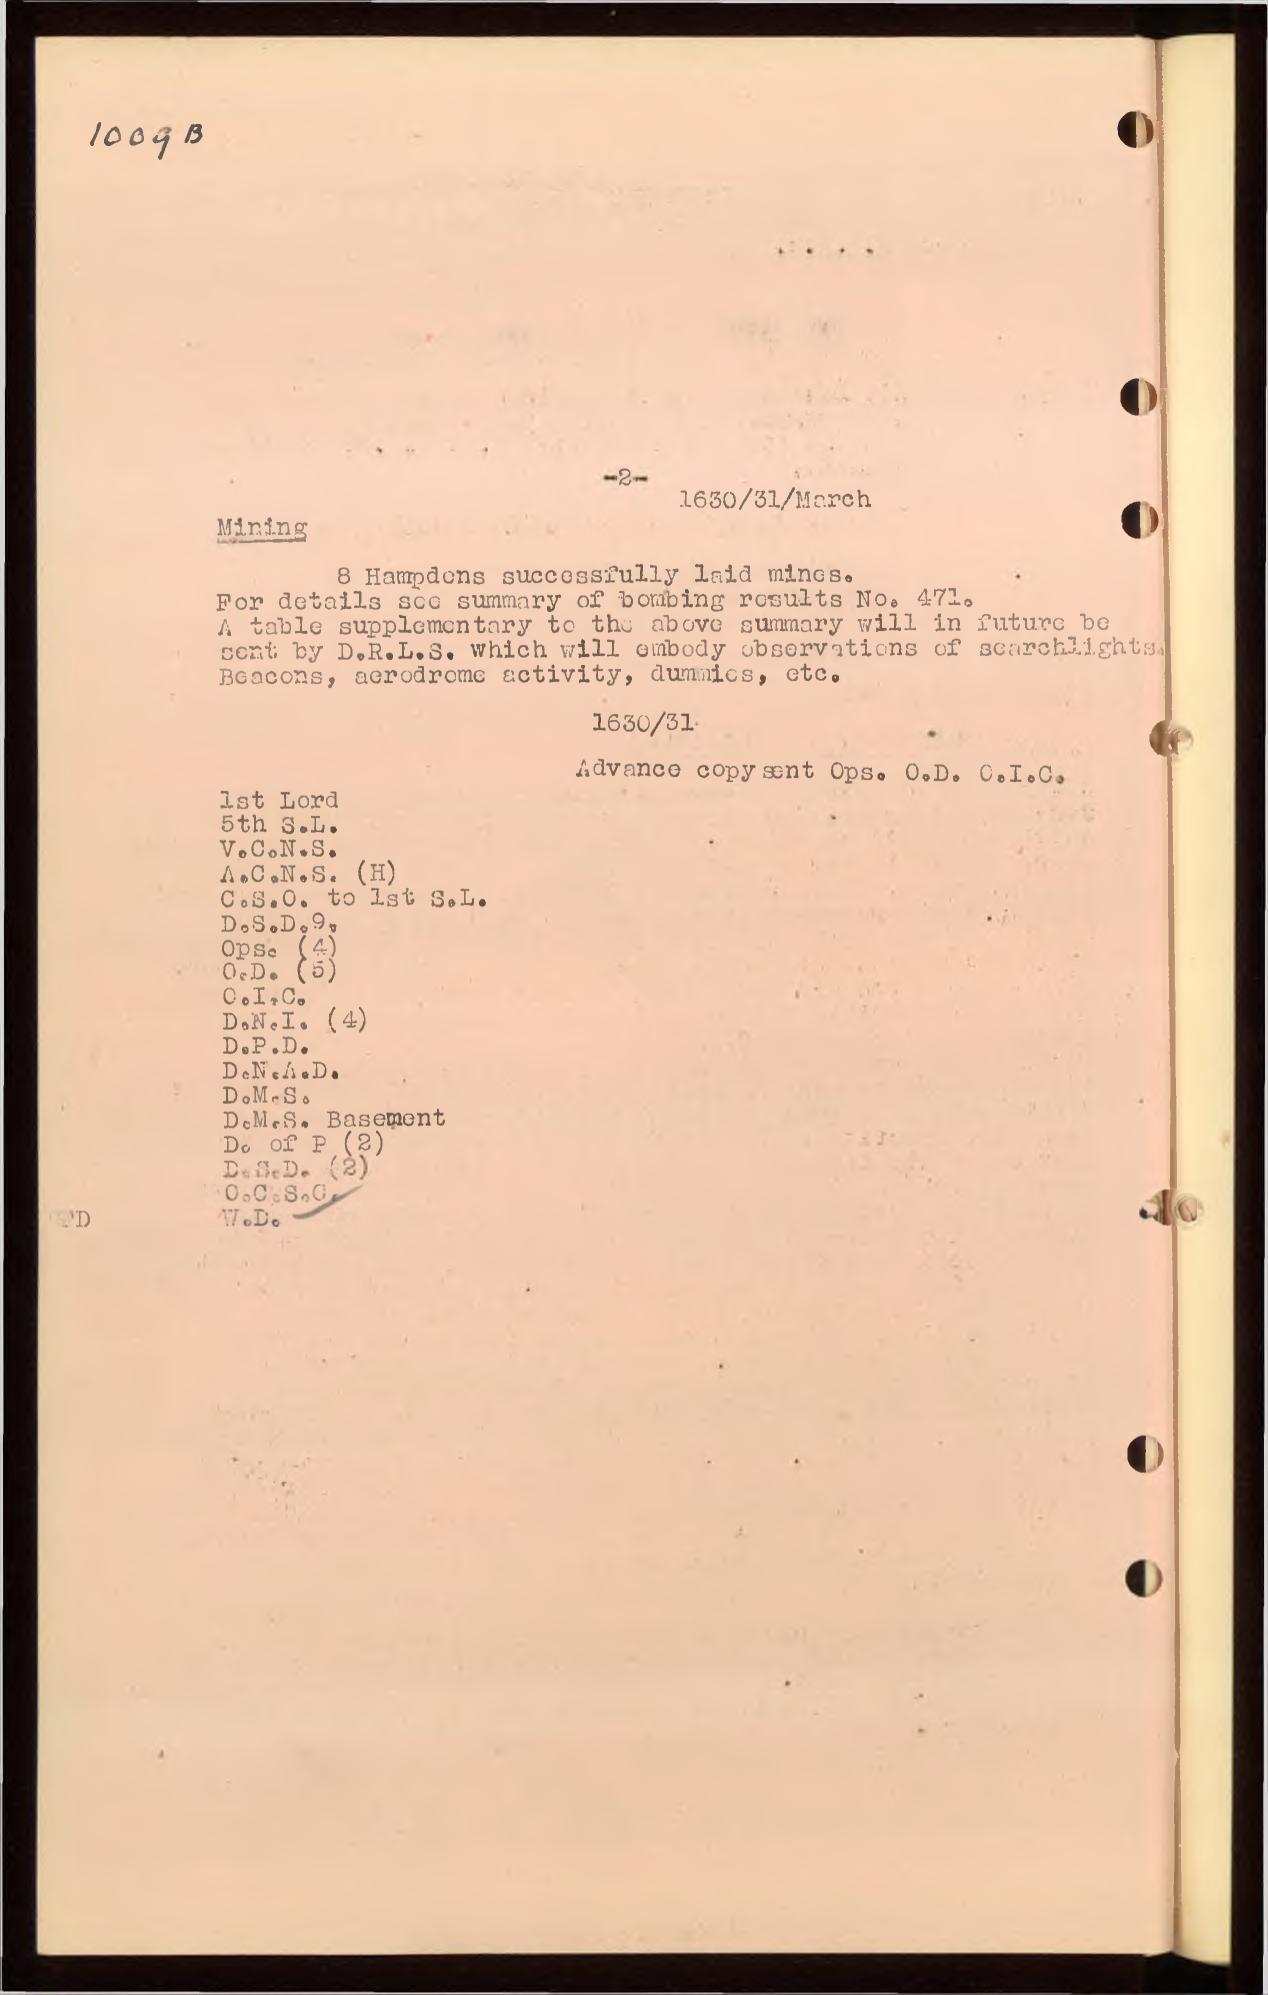 1009 B
-2-
1630/31/March
Mining
8 Hampdens successfully laid mines.
For details see summary of bombing results No. 471.
A table supplementary to the above summary will in future be
sent by D.R.L.S. which will embody observations of searchlights.
Beacons, aerodrome activity, dummies, etc.
1630/31
Advance copy sent Ops. O.D. O.I.C.
1st Lord
5th S.L.
V.C.N.S.
A.C.N.S. (H)
C.S.O. to 1st S.L.
D.S.D.9.
Ops. (4)
O.D. (5)
O.I.C.
D.N.I. (4)
D.P.D.
D.N.A.D.
D.M.S.
D.M.S. Basement
D. of P (2)
D.S.D. (2)
O.C.S.O.
W.D.